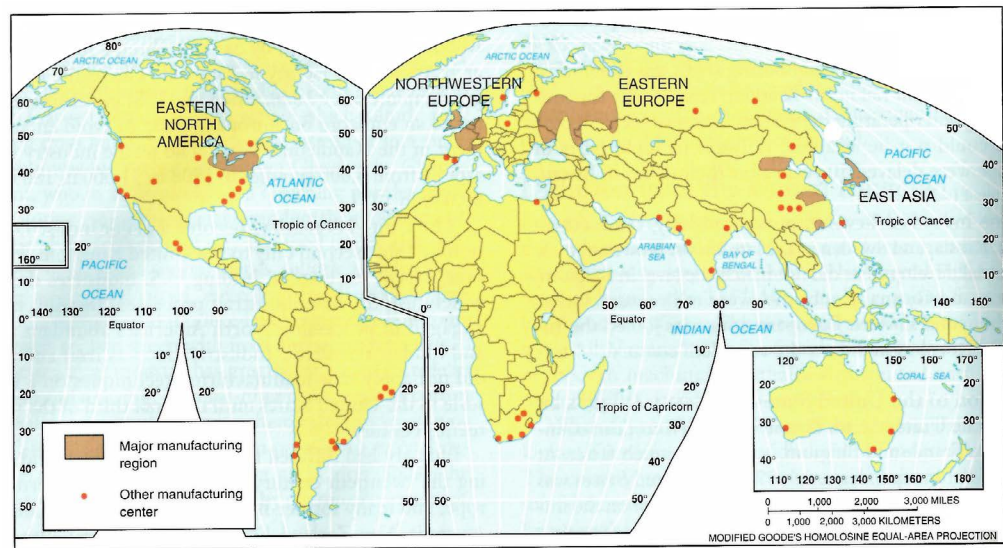 ARCTIC OCEAN
80°
70°
60°
50°
40°
30°
20°
160°
EASTERN
NORTH
AMERICA
ATLANTIC
OCEAN
Tropic of Cancer
PACIFIC
OCEAN
10°
0°
140°
120°
100°
90°
Equator
10°
20°
30°
40°
50°
10°
20°
10°
20°
20°
30°
40°
50°
60°
50°
40°
30°
20°
10°
0°
ARCTIC OCEAN
NORTHWESTERN
EUROPE
EASTERN
EUROPE
60°
50°
40°
30°
50°
PACIFIC
OCEAN
EAST ASIA
40°
30°
Tropic of Cancer
20°
10°
ARABIAN
SEA
BAY OF
BENGAL
Equator
60°
70°
80°
90°
140°
150°
INDIAN OCEAN
10°
20°
30°
40°
50°
10°
20°
Tropic of Capricorn
30°
40°
50°
120°
150°
160°
170°
CORAL SEA
20°
30°
40°
20°
30°
40°
110°
120°
130°
140°
150°
160°
170°
180°
Major manufacturing
region
Other manufacturing
center
0 1,000 2,000 3,000 MILES
0 1,000 2,000 3,000 KILOMETERS
MODIFIED GOODE'S HOMOLOSINE EQUAL-AREA PROJECTION